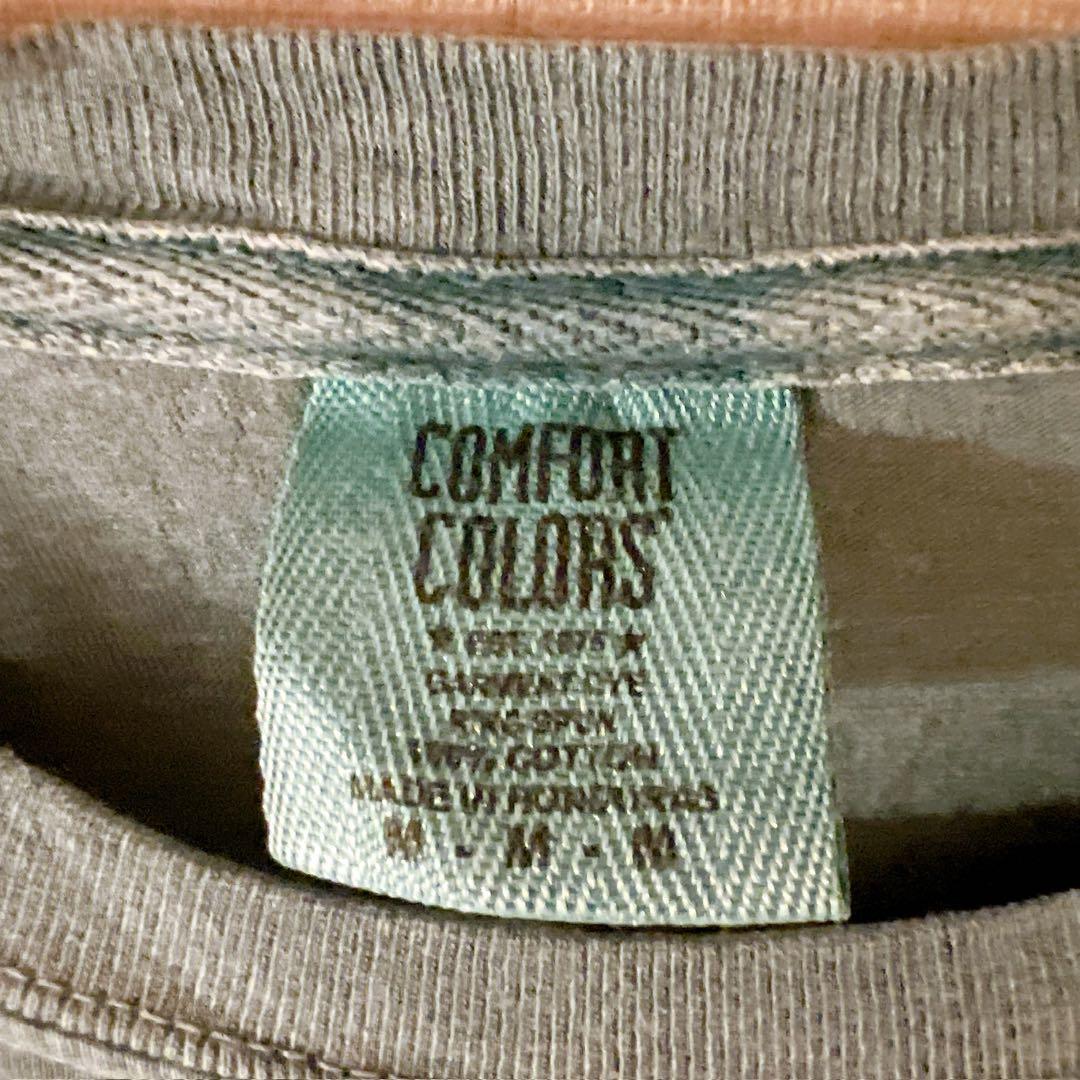 COMFORT
COLORS
★ EST. 1975 ★
GARMENT DYE
RING SPUN
100% COTTON
MADE IN HONDURAS
M - M - M